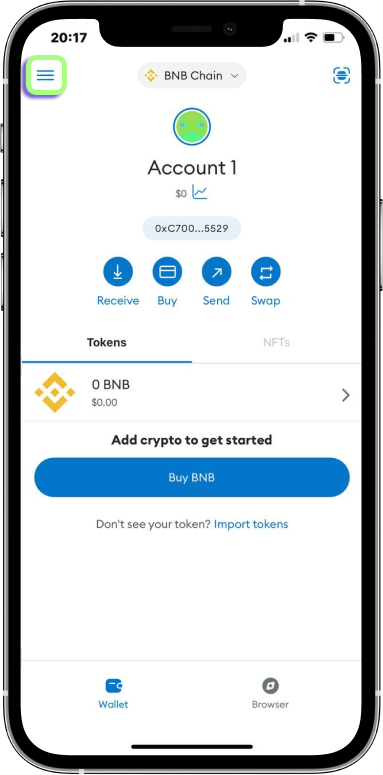 20:17
BNB Chain
Account 1
$0
0xC700...5529
Receive Buy Send Swap
Tokens NFTs
0 BNB
$0.00
Add crypto to get started
Buy BNB
Don't see your token? Import tokens
Wallet Browser